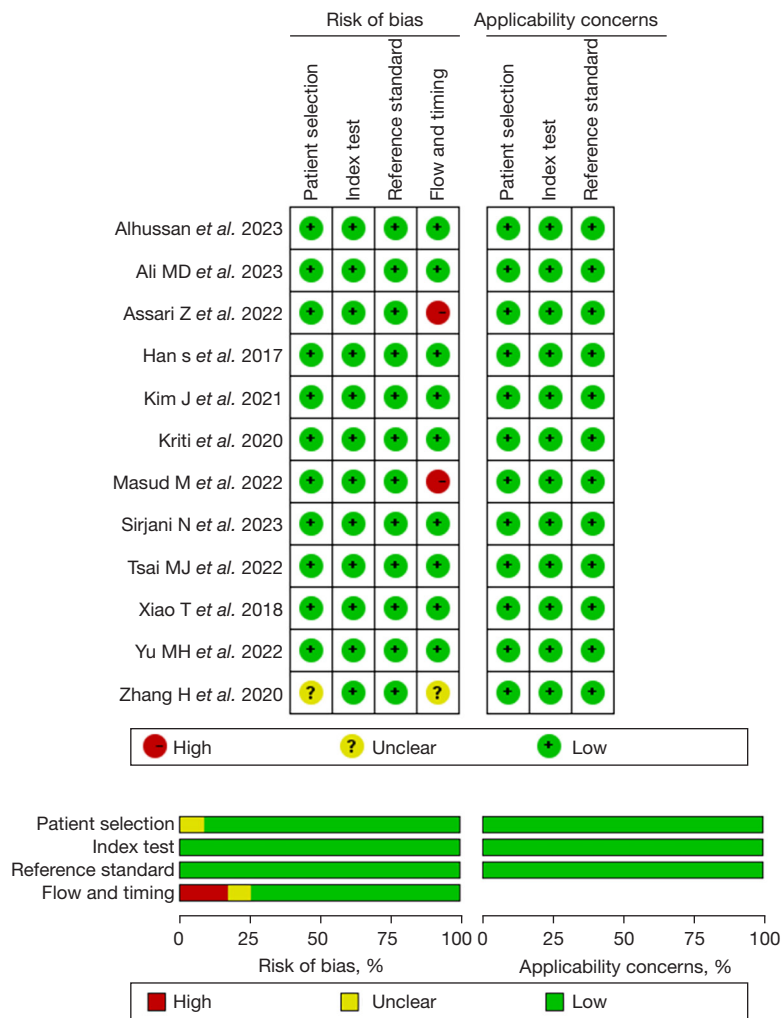 Risk of bias Applicability concerns
Patient selection Index test Reference standard Flow and timing Patient selection Index test Reference standard
Alhussan et al. 2023 + + + + + + +
Ali MD et al. 2023 + + + + + + +
Assari Z et al. 2022 + + + - + + +
Han s et al. 2017 + + + + + + +
Kim J et al. 2021 + + + + + + +
Kriti et al. 2020 + + + + + + +
Masud M et al. 2022 + + + - + + +
Sirjani N et al. 2023 + + + + + + +
Tsai MJ et al. 2022 + + + + + + +
Xiao T et al. 2018 + + + + + + +
Yu MH et al. 2022 + + + + + + +
Zhang H et al. 2020 ? + + ? + + +
- High ? Unclear + Low
Patient selection
Index test
Reference standard
Flow and timing
0 25 50 75 100 0 25 50 75 100
Risk of bias, % Applicability concerns, %
High Unclear Low